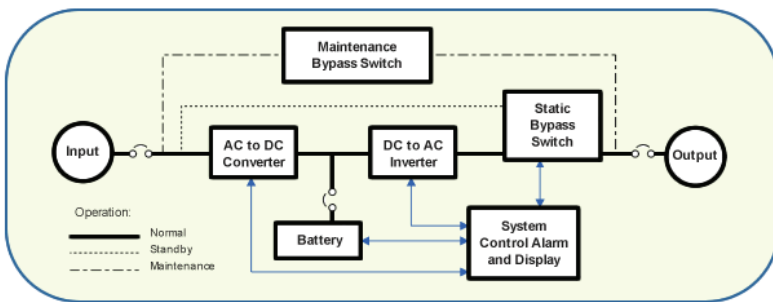 Maintenance
Bypass Switch
Static
Bypass
Switch
Input
AC to DC
Converter
DC to AC
Inverter
Output
Operation:
Normal
Standby
Maintenance
Battery
System
Control Alarm
and Display